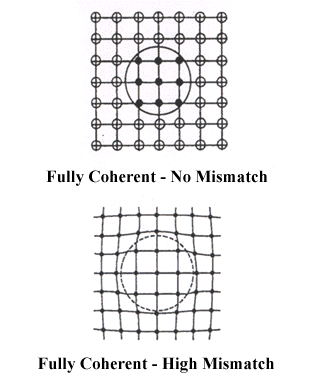 Fully Coherent - No Mismatch
Fully Coherent - High Mismatch